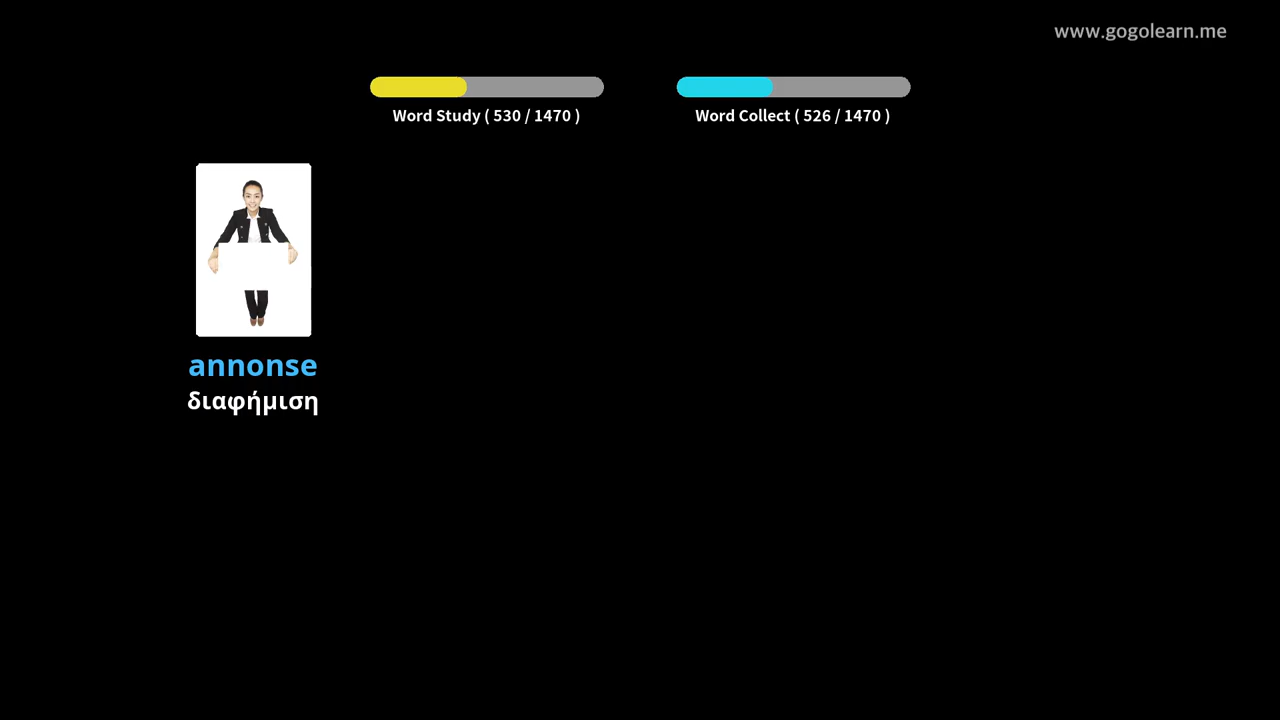 www.gogolearn.me
Word Study ( 530 / 1470 )
Word Collect ( 526 / 1470 )
annonse
διαφήμιση